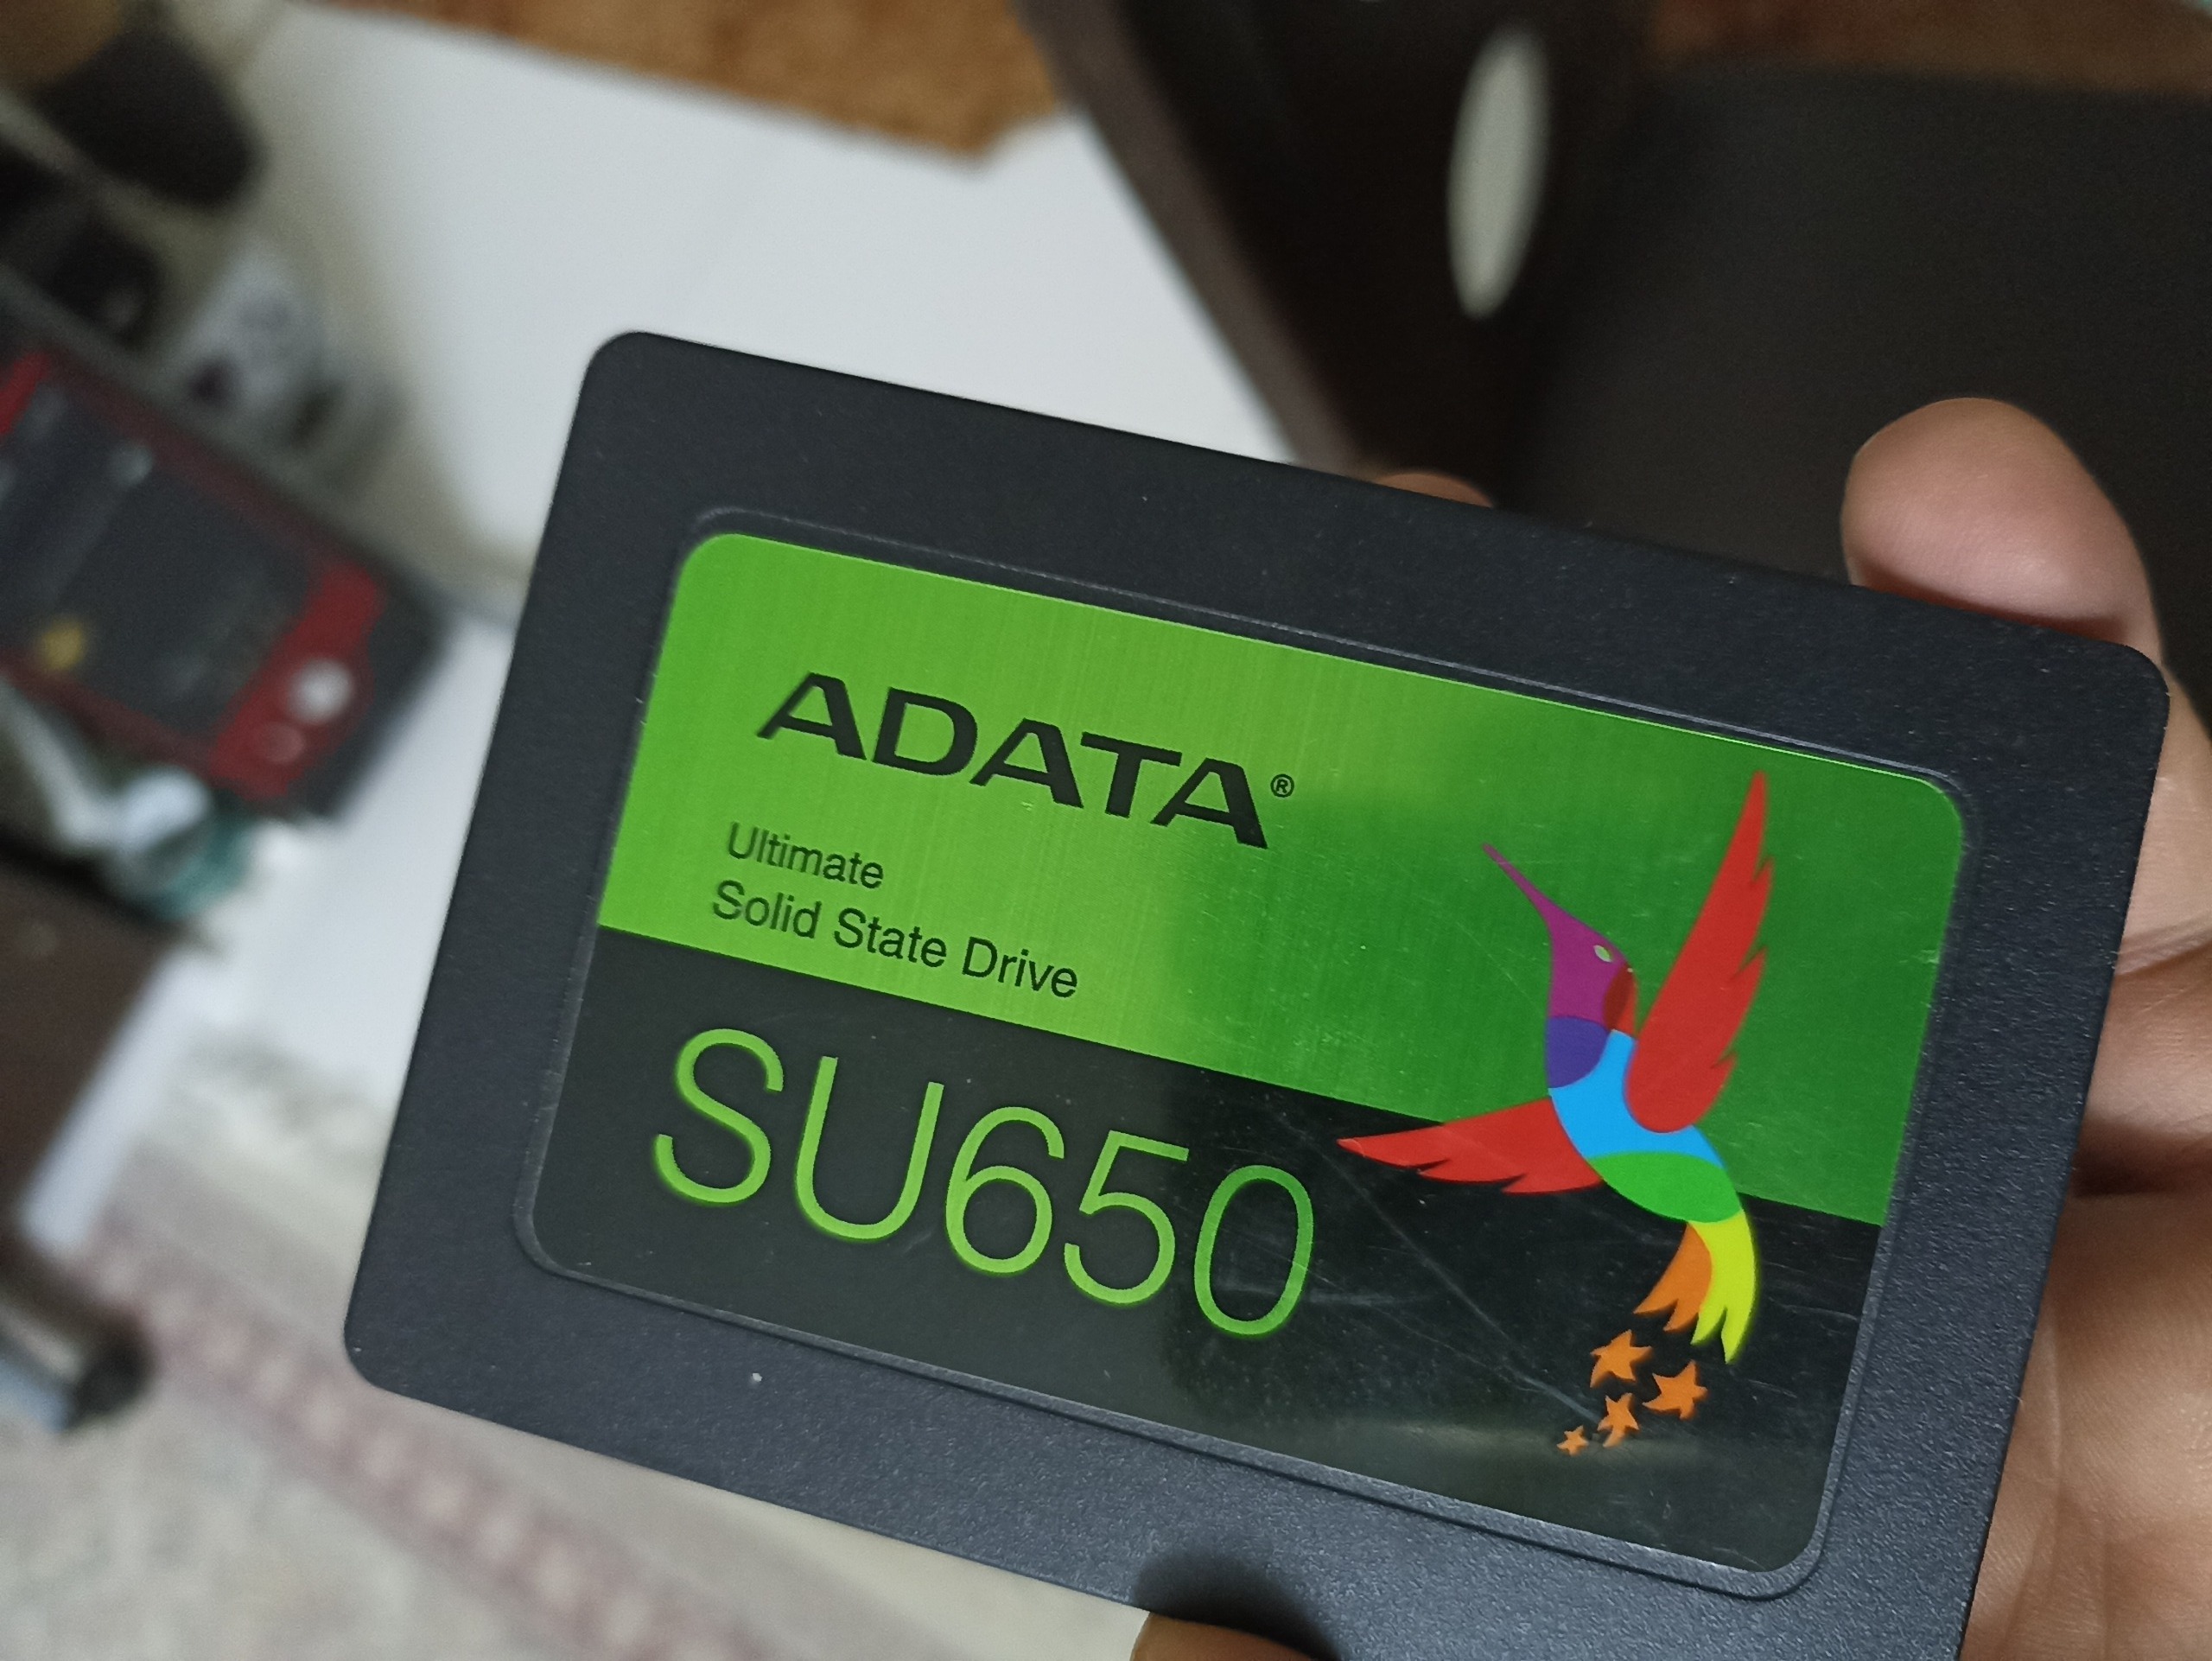 ADATA®
Ultimate
Solid State Drive
SU650